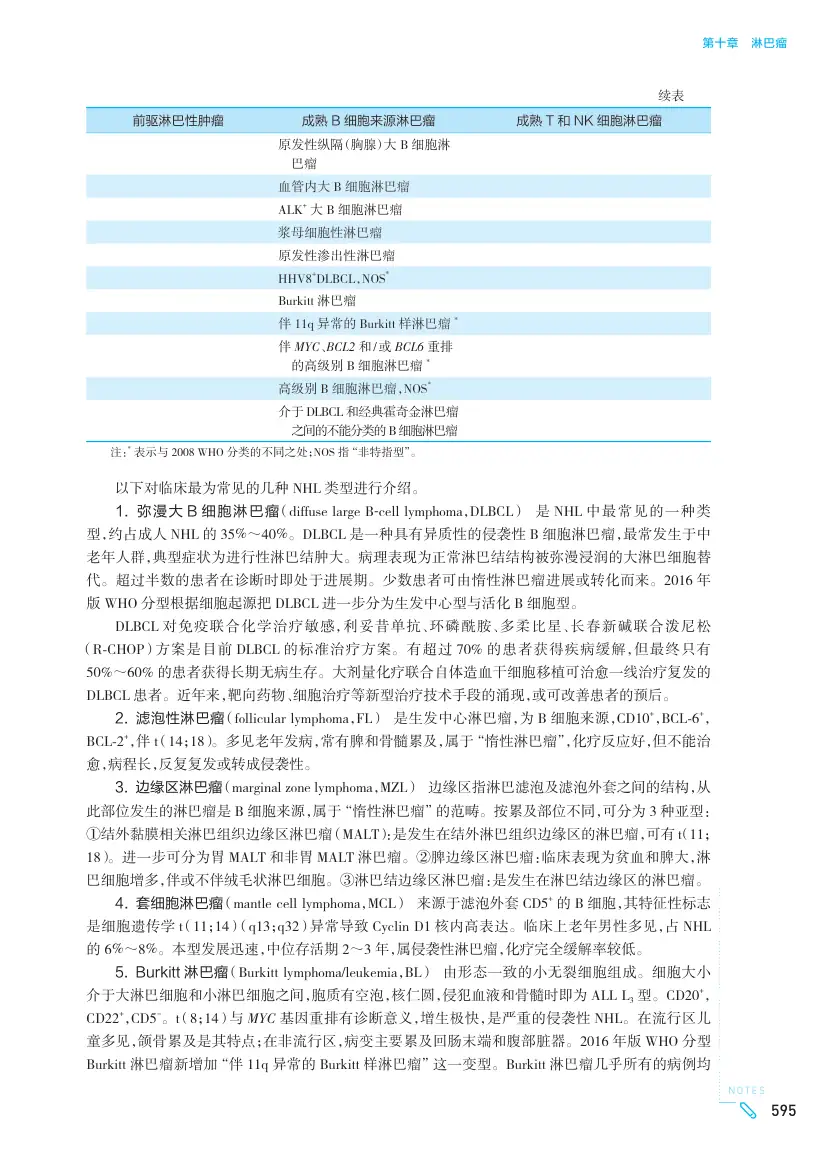 第十章 淋巴瘤
续表
前驱淋巴性肿瘤 成熟 B 细胞来源淋巴瘤 成熟 T 和 NK 细胞淋巴瘤
原发性纵隔（胸腺）大 B 细胞淋
巴瘤
血管内大 B 细胞淋巴瘤
ALK⁺ 大 B 细胞淋巴瘤
浆母细胞性淋巴瘤
原发性渗出性淋巴瘤
HHV8⁺DLBCL，NOS*
Burkitt 淋巴瘤
伴 11q 异常的 Burkitt 样淋巴瘤 *
伴 MYC、BCL2 和/或 BCL6 重排
的高级别 B 细胞淋巴瘤 *
高级别 B 细胞淋巴瘤，NOS*
介于 DLBCL 和经典霍奇金淋巴瘤
之间的不能分类的 B 细胞淋巴瘤
注：* 表示与 2008 WHO 分类的不同之处；NOS 指“非特指型”。
以下对临床最为常见的几种 NHL 类型进行介绍。
1. 弥漫大 B 细胞淋巴瘤（diffuse large B-cell lymphoma，DLBCL） 是 NHL 中最常见的一种类
型，约占成人 NHL 的 35%～40%。DLBCL 是一种具有异质性的侵袭性 B 细胞淋巴瘤，最常发生于中
老年人群，典型症状为进行性淋巴结肿大。病理表现为正常淋巴结结构被弥漫浸润的大淋巴细胞替
代。超过半数的患者在诊断时即处于进展期。少数患者可由惰性淋巴瘤进展或转化而来。2016 年
版 WHO 分型根据细胞起源把 DLBCL 进一步分为生发中心型与活化 B 细胞型。
DLBCL 对免疫联合化学治疗敏感，利妥昔单抗、环磷酰胺、多柔比星、长春新碱联合泼尼松
（R-CHOP）方案是目前 DLBCL 的标准治疗方案。有超过 70% 的患者获得疾病缓解，但最终只有
50%～60% 的患者获得长期无病生存。大剂量化疗联合自体造血干细胞移植可治愈一线治疗复发的
DLBCL 患者。近年来，靶向药物、细胞治疗等新型治疗技术手段的涌现，或可改善患者的预后。
2. 滤泡性淋巴瘤（follicular lymphoma，FL） 是生发中心淋巴瘤，为 B 细胞来源，CD10⁺，BCL-6⁺，
BCL-2⁺，伴 t（14；18）。多见老年发病，常有脾和骨髓累及，属于“惰性淋巴瘤”，化疗反应好，但不能治
愈，病程长，反复复发或转成侵袭性。
3. 边缘区淋巴瘤（marginal zone lymphoma，MZL） 边缘区指淋巴滤泡及滤泡外套之间的结构，从
此部位发生的淋巴瘤是 B 细胞来源，属于“惰性淋巴瘤”的范畴。按累及部位不同，可分为 3 种亚型：
①结外黏膜相关淋巴组织边缘区淋巴瘤（MALT）：是发生在结外淋巴组织边缘区的淋巴瘤，可有 t（11；
18）。进一步可分为胃 MALT 和非胃 MALT 淋巴瘤。②脾边缘区淋巴瘤：临床表现为贫血和脾大，淋
巴细胞增多，伴或不伴绒毛状淋巴细胞。③淋巴结边缘区淋巴瘤：是发生在淋巴结边缘区的淋巴瘤。
4. 套细胞淋巴瘤（mantle cell lymphoma，MCL） 来源于滤泡外套 CD5⁺ 的 B 细胞，其特征性标志
是细胞遗传学 t（11；14）（q13；q32）异常导致 Cyclin D1 核内高表达。临床上老年男性多见，占 NHL
的 6%～8%。本型发展迅速，中位存活期 2～3 年，属侵袭性淋巴瘤，化疗完全缓解率较低。
5. Burkitt 淋巴瘤（Burkitt lymphoma/leukemia，BL） 由形态一致的小无裂细胞组成。细胞大小
介于大淋巴细胞和小淋巴细胞之间，胞质有空泡，核仁圆，侵犯血液和骨髓时即为 ALL L₃ 型。CD20⁺，
CD22⁺，CD5⁻。t（8；14）与 MYC 基因重排有诊断意义，增生极快，是严重的侵袭性 NHL。在流行区儿
童多见，颌骨累及是其特点；在非流行区，病变主要累及回肠末端和腹部脏器。2016 年版 WHO 分型
Burkitt 淋巴瘤新增加“伴 11q 异常的 Burkitt 样淋巴瘤”这一变型。Burkitt 淋巴瘤几乎所有的病例均
NOTES
595